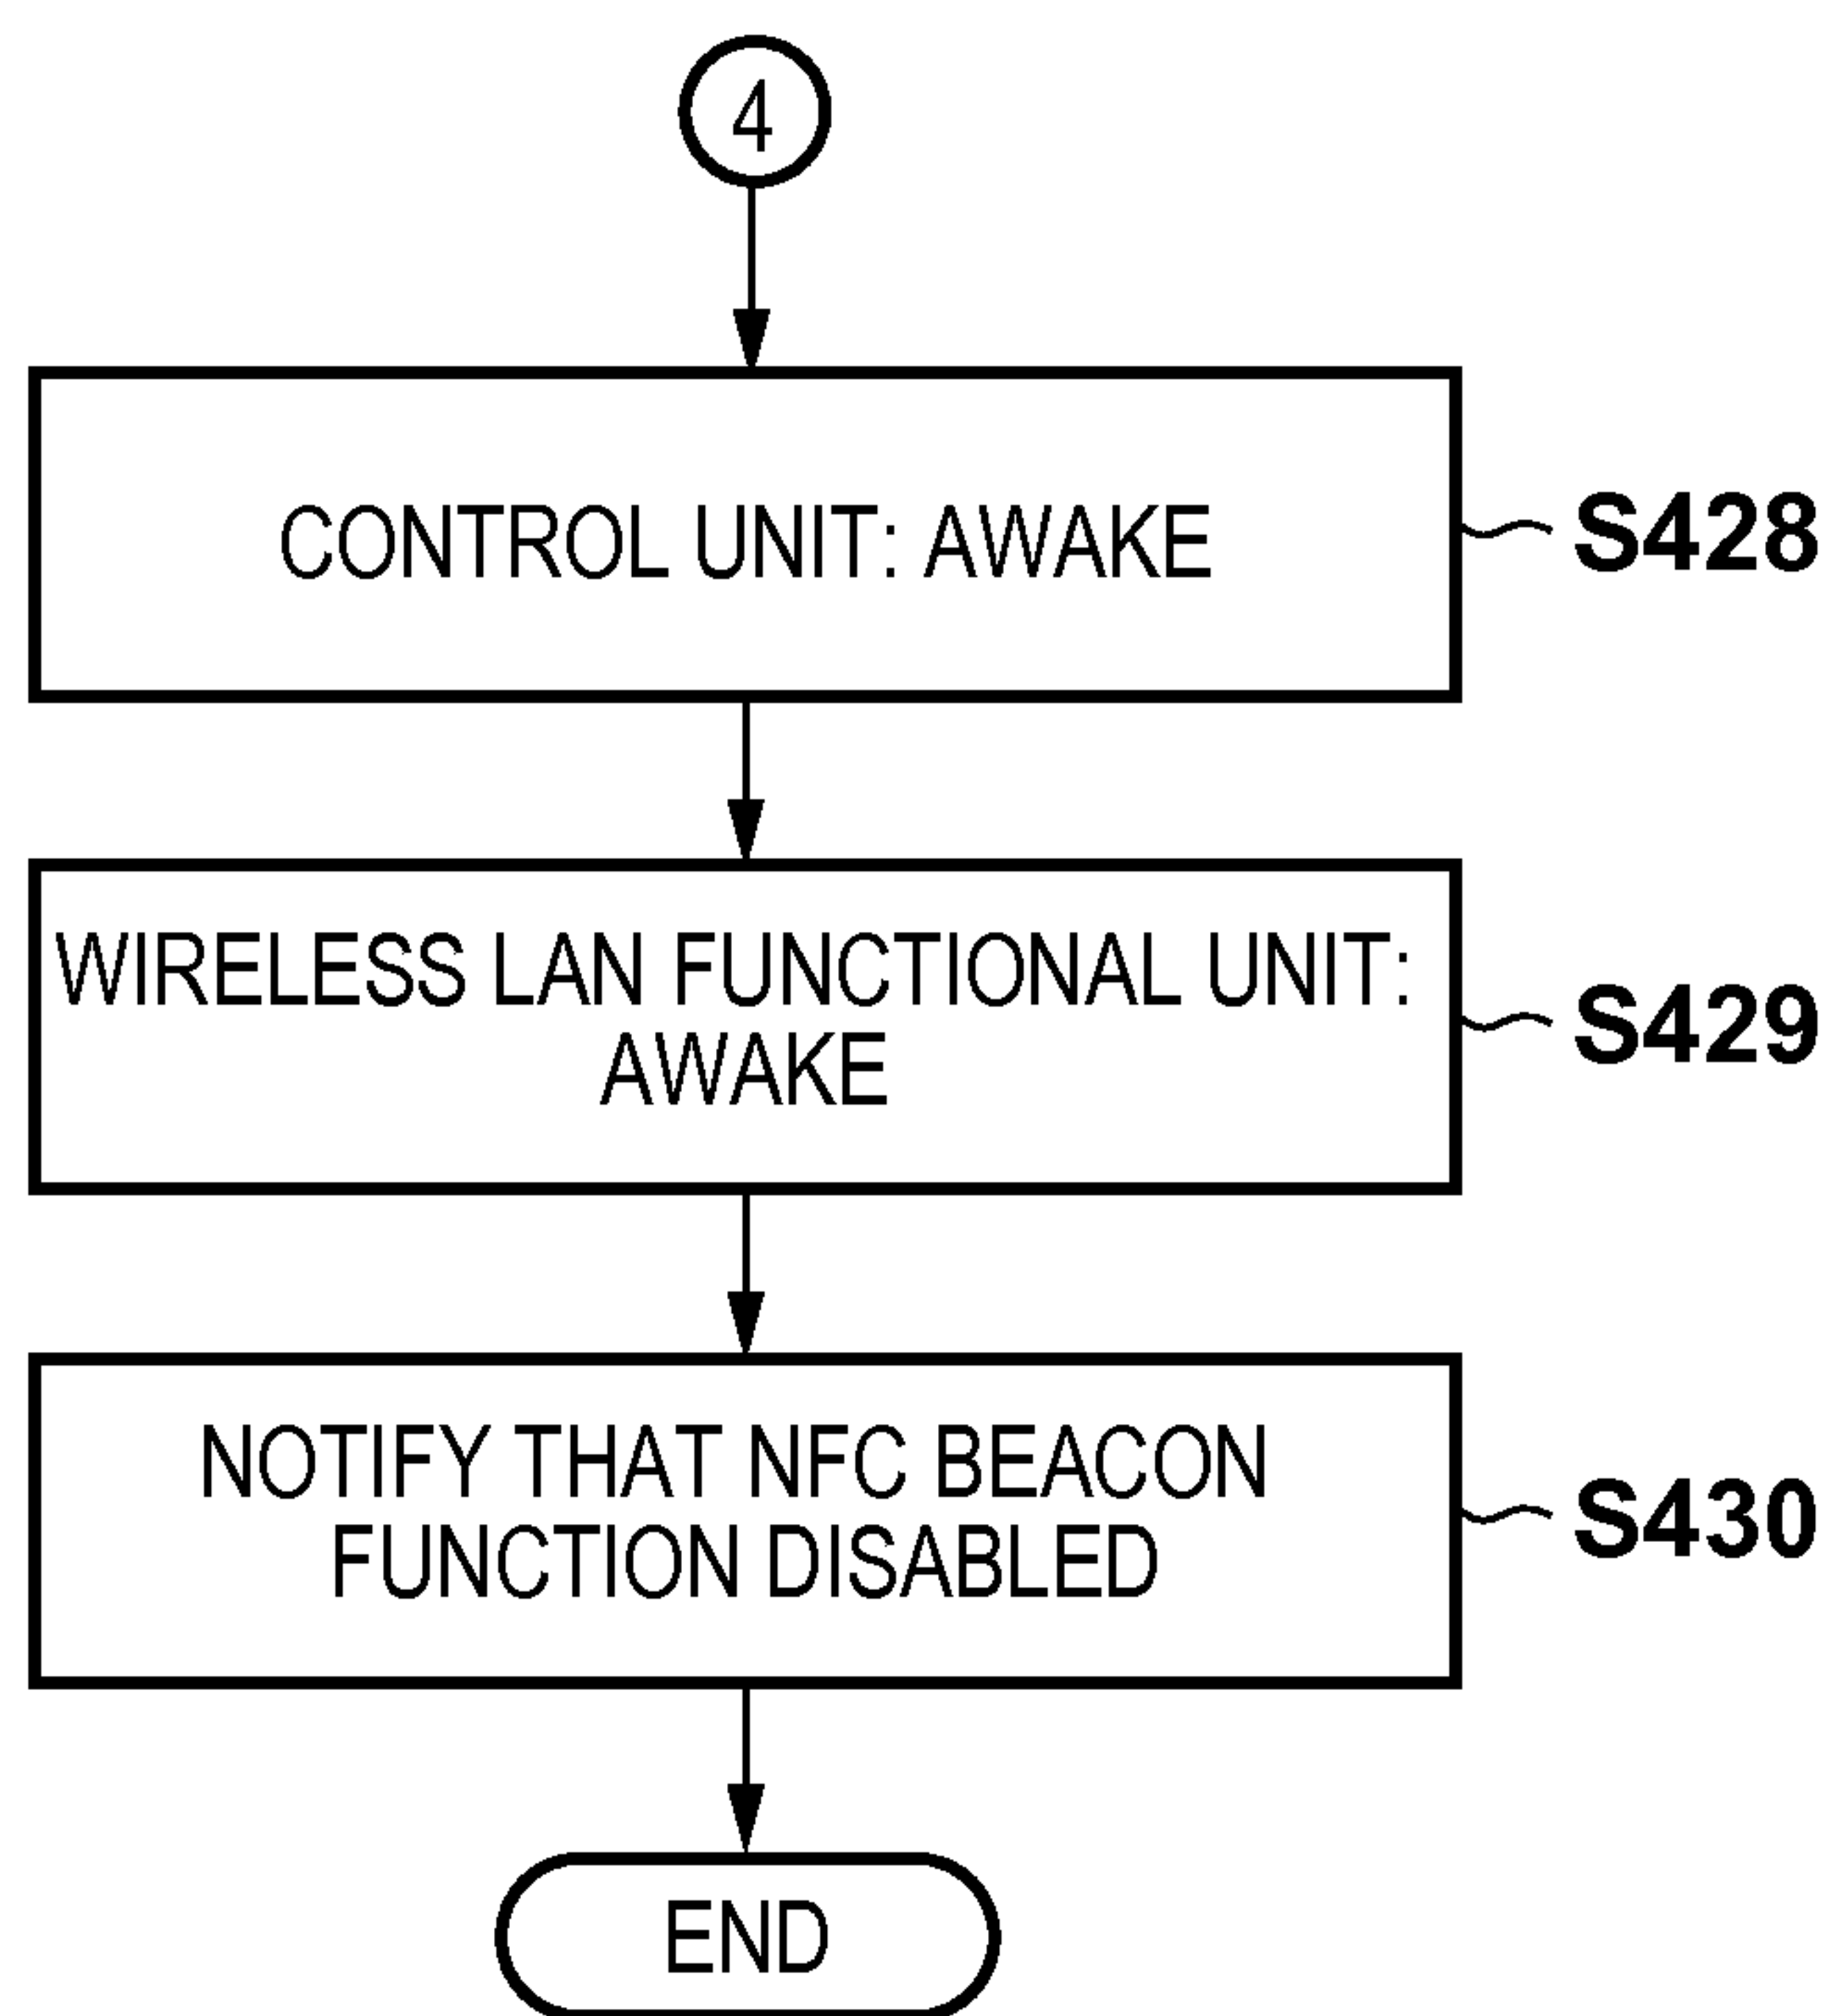 4
CONTROL UNIT: AWAKE
S428
WIRELESS LAN FUNCTIONAL UNIT:
AWAKE
S429
NOTIFY THAT NFC BEACON
FUNCTION DISABLED
S430
END